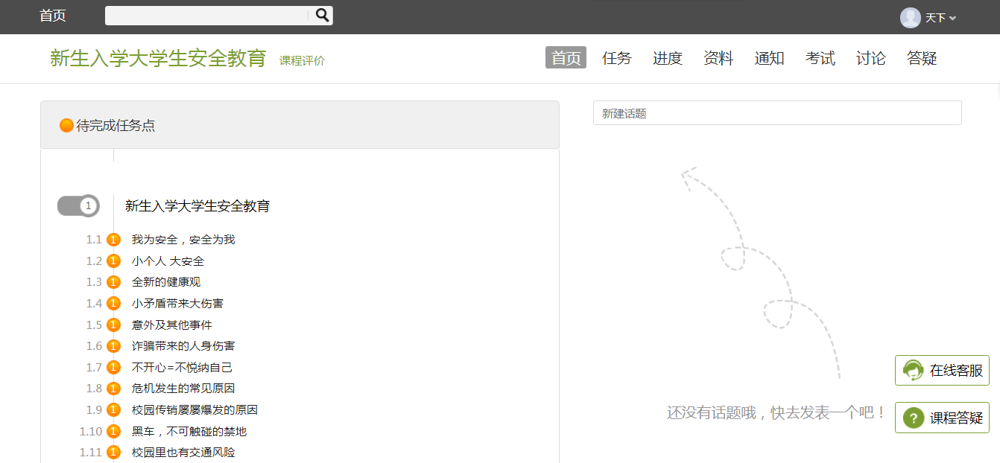 首页
天下
新生入学大学生安全教育 课程评价
首页 任务 进度 资料 通知 考试 讨论 答疑
待完成任务点
1 新生入学大学生安全教育
1.1 1 我为安全，安全为我
1.2 1 小个人 大安全
1.3 1 全新的健康观
1.4 1 小矛盾带来大伤害
1.5 1 意外及其他事件
1.6 1 诈骗带来的人身伤害
1.7 1 不开心=不悦纳自己
1.8 1 危机发生的常见原因
1.9 1 校园传销屡屡爆发的原因
1.10 1 黑车，不可触碰的禁地
1.11 1 校园里也有交通风险
新建话题
还没有话题哦，快去发表一个吧！
在线客服
? 课程答疑